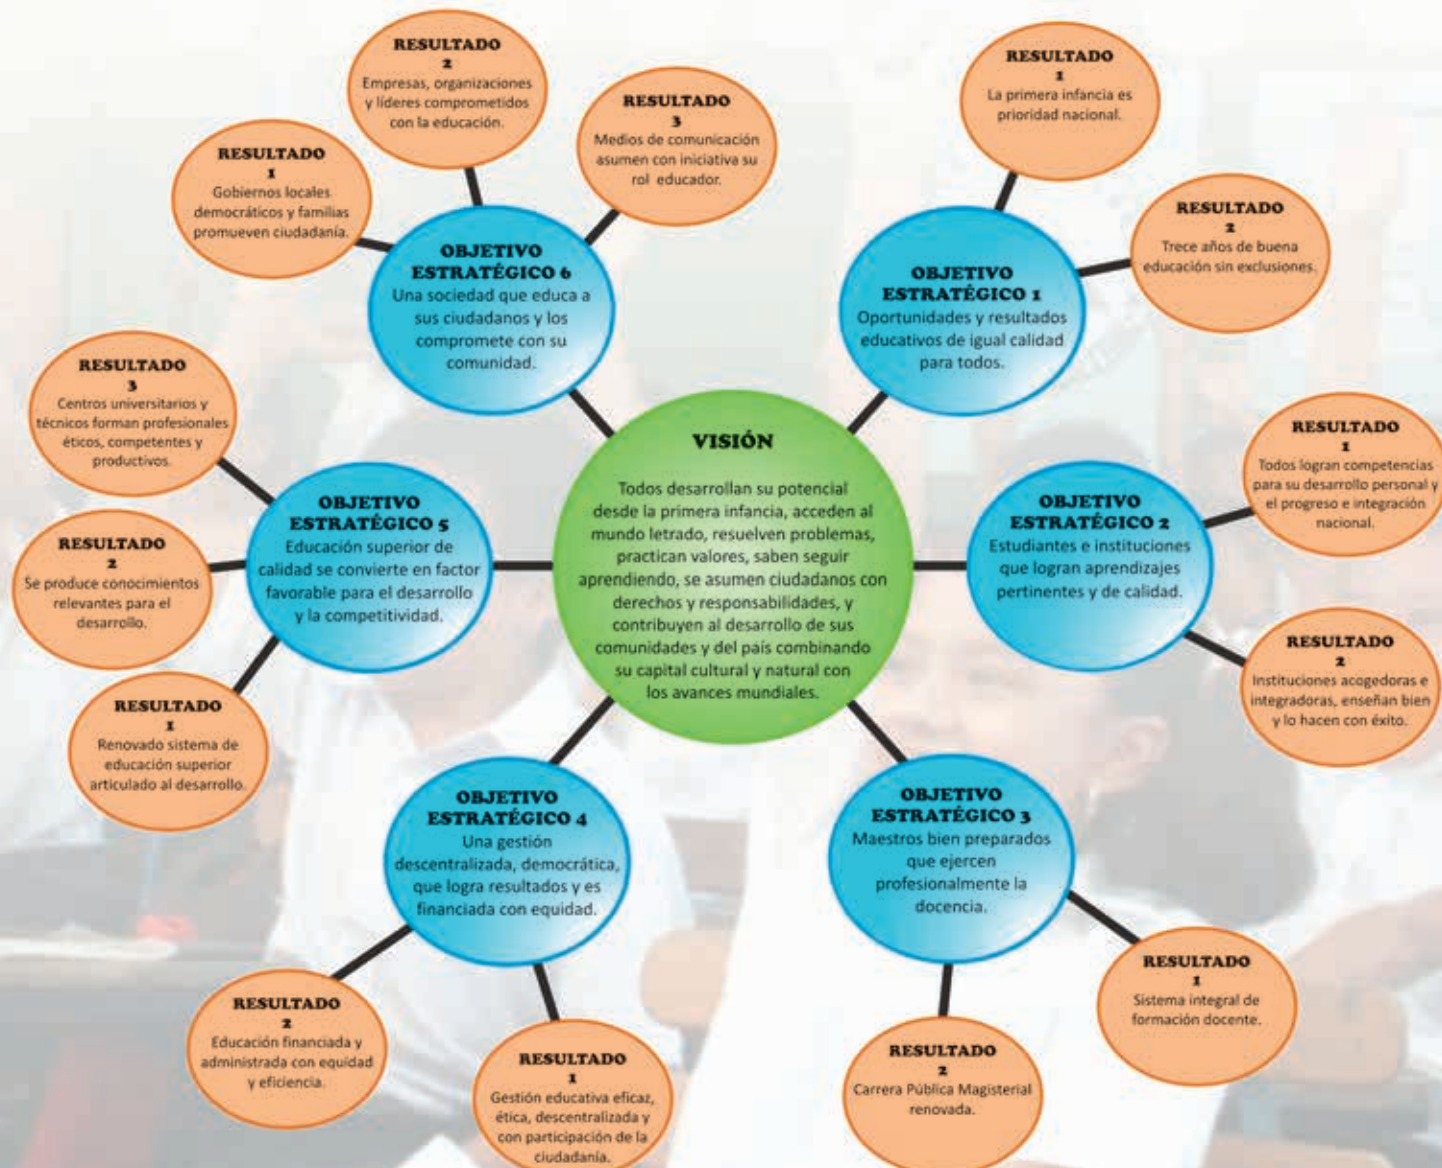 VISIÓN
Todos desarrollan su potencial
desde la primera infancia, acceden al
mundo letrado, resuelven problemas,
practican valores, saben seguir
aprendiendo, se asumen ciudadanos con
derechos y responsabilidades, y
contribuyen al desarrollo de sus
comunidades y del país combinando
su capital cultural y natural con
los avances mundiales.
OBJETIVO
ESTRATÉGICO 1
Oportunidades y resultados
educativos de igual calidad
para todos.
RESULTADO
1
La primera infancia es
prioridad nacional.
RESULTADO
2
Trece años de buena
educación sin exclusiones.
OBJETIVO
ESTRATÉGICO 2
Estudiantes e instituciones
que logran aprendizajes
pertinentes y de calidad.
RESULTADO
1
Todos logran competencias
para su desarrollo personal y
el progreso e integración
nacional.
RESULTADO
2
Instituciones acogedoras e
integradoras, enseñan bien
y lo hacen con éxito.
OBJETIVO
ESTRATÉGICO 3
Maestros bien preparados
que ejercen
profesionalmente la
docencia.
RESULTADO
1
Sistema integral de
formación docente.
RESULTADO
2
Carrera Pública Magisterial
renovada.
OBJETIVO
ESTRATÉGICO 4
Una gestión
descentralizada, democrática,
que logra resultados y es
financiada con equidad.
RESULTADO
1
Gestión educativa eficaz,
ética, descentralizada y
con participación de la
ciudadanía.
RESULTADO
2
Educación financiada y
administrada con equidad
y eficiencia.
OBJETIVO
ESTRATÉGICO 5
Educación superior de
calidad se convierte en factor
favorable para el desarrollo
y la competitividad.
RESULTADO
1
Renovado sistema de
educación superior
articulado al desarrollo.
RESULTADO
2
Se produce conocimientos
relevantes para el
desarrollo.
RESULTADO
3
Centros universitarios y
técnicos forman profesionales
éticos, competentes y
productivos.
OBJETIVO
ESTRATÉGICO 6
Una sociedad que educa a
sus ciudadanos y los
compromete con su
comunidad.
RESULTADO
1
Gobiernos locales
democráticos y familias
promueven ciudadanía.
RESULTADO
2
Empresas, organizaciones
y líderes comprometidos
con la educación.
RESULTADO
3
Medios de comunicación
asumen con iniciativa su
rol educador.